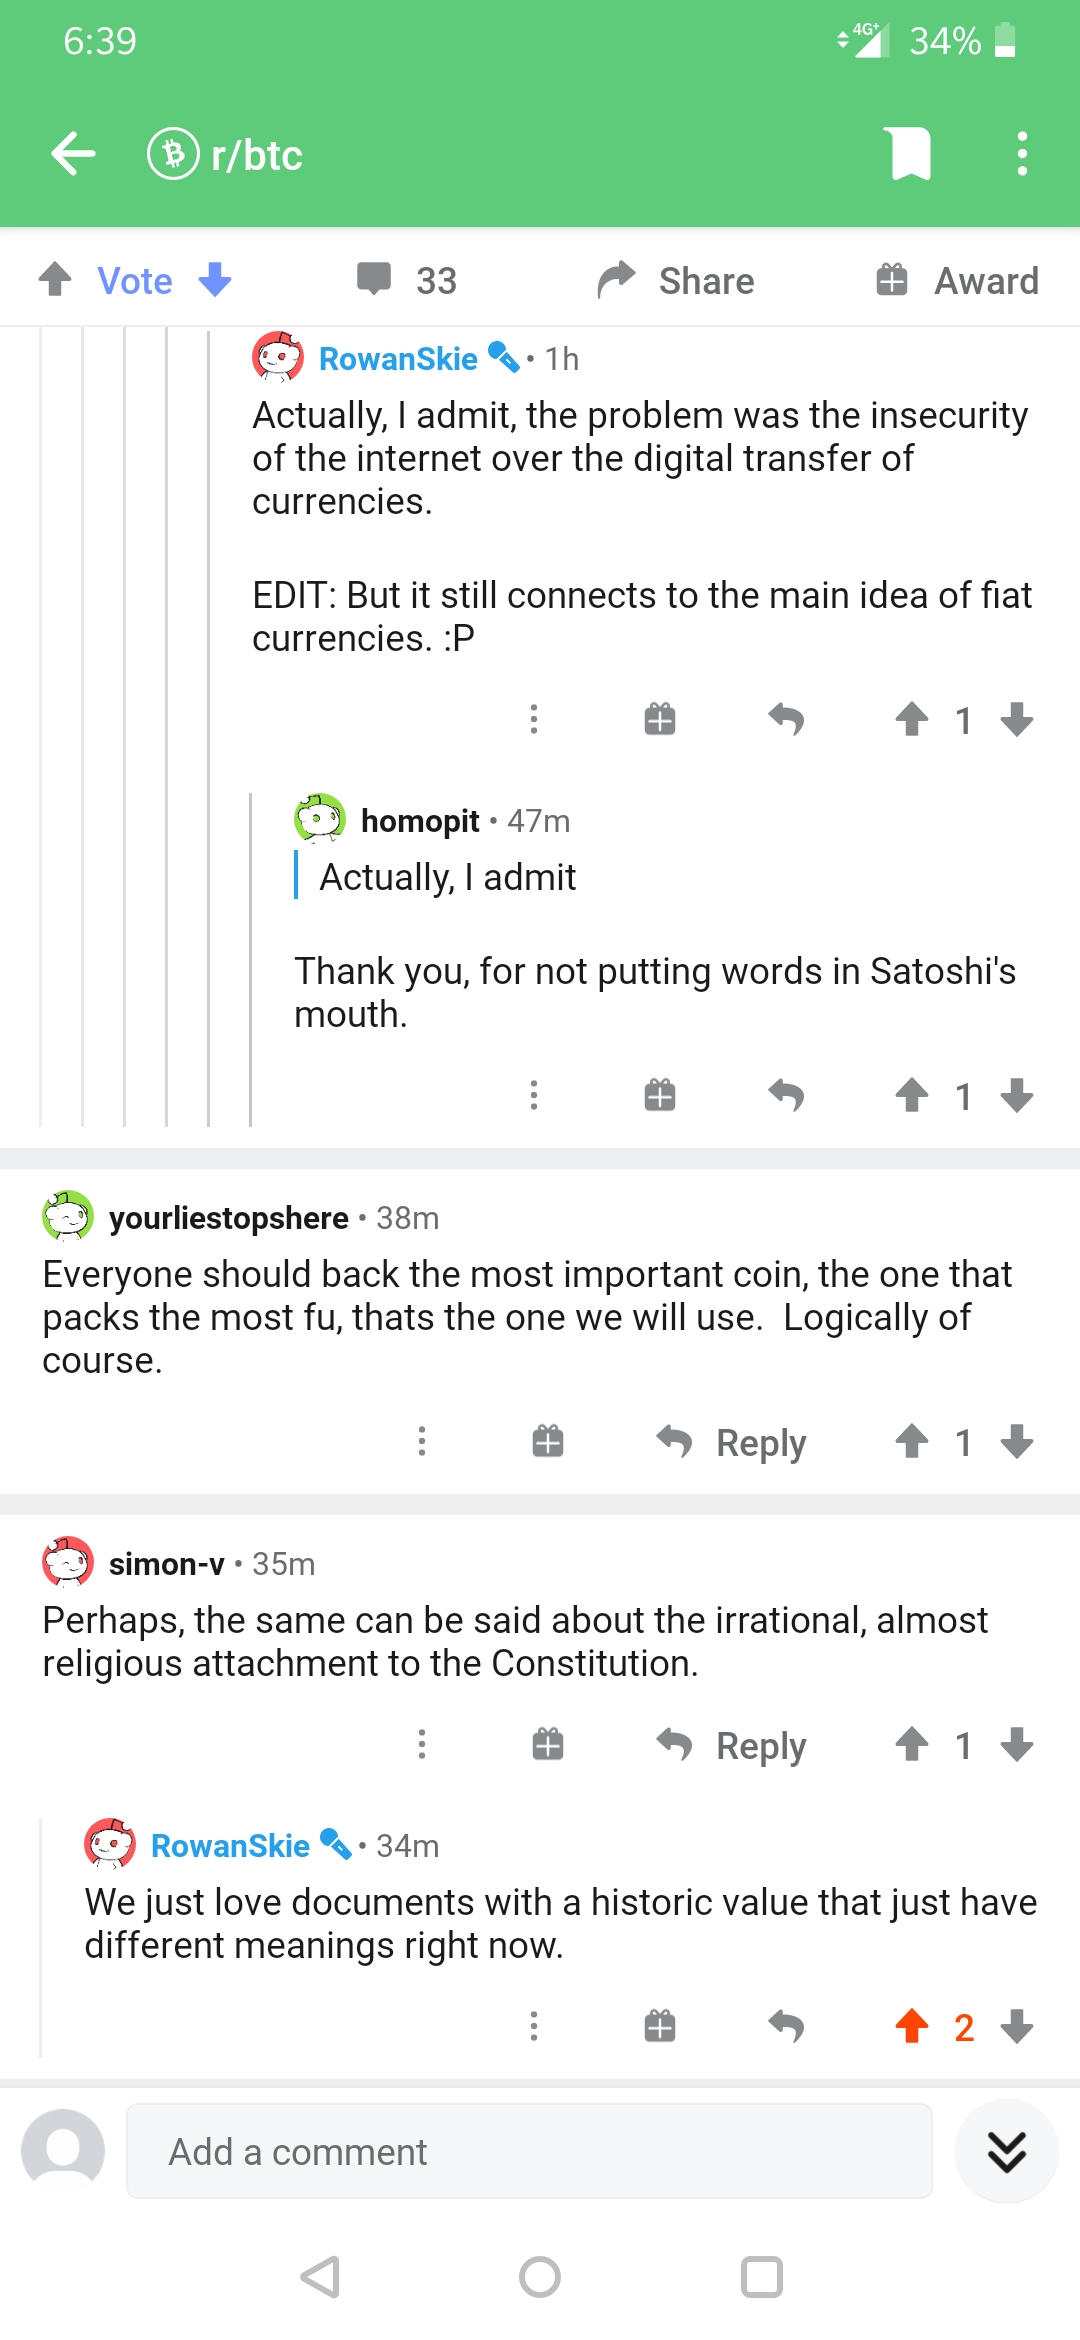 6:39
4G+ 34%
r/btc
Vote 33 Share Award
RowanSkie • 1h
Actually, I admit, the problem was the insecurity
of the internet over the digital transfer of
currencies.
EDIT: But it still connects to the main idea of fiat
currencies. :P
1
homopit • 47m
Actually, I admit
Thank you, for not putting words in Satoshi's
mouth.
1
yourliestopshere • 38m
Everyone should back the most important coin, the one that
packs the most fu, thats the one we will use.  Logically of
course.
Reply 1
simon-v • 35m
Perhaps, the same can be said about the irrational, almost
religious attachment to the Constitution.
Reply 1
RowanSkie • 34m
We just love documents with a historic value that just have
different meanings right now.
2
Add a comment